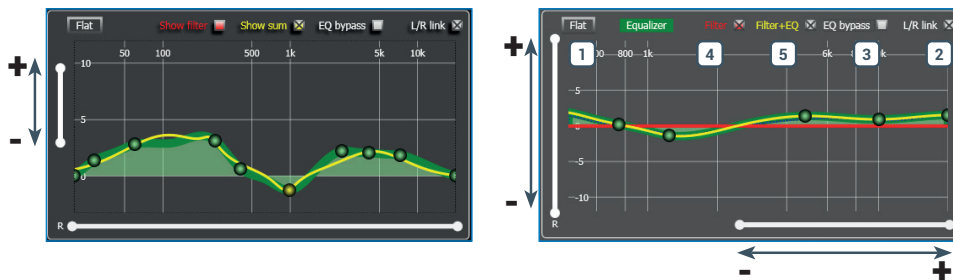 Flat Show filter Show sum EQ bypass L/R link
50 100 500 1k 5k 10k
10
5
0
R
+
-
Flat Equalizer Filter Filter+EQ EQ bypass L/R link
1 800 1k 4 5 6k 3 2
5
-5
-10
R
+
-
- +